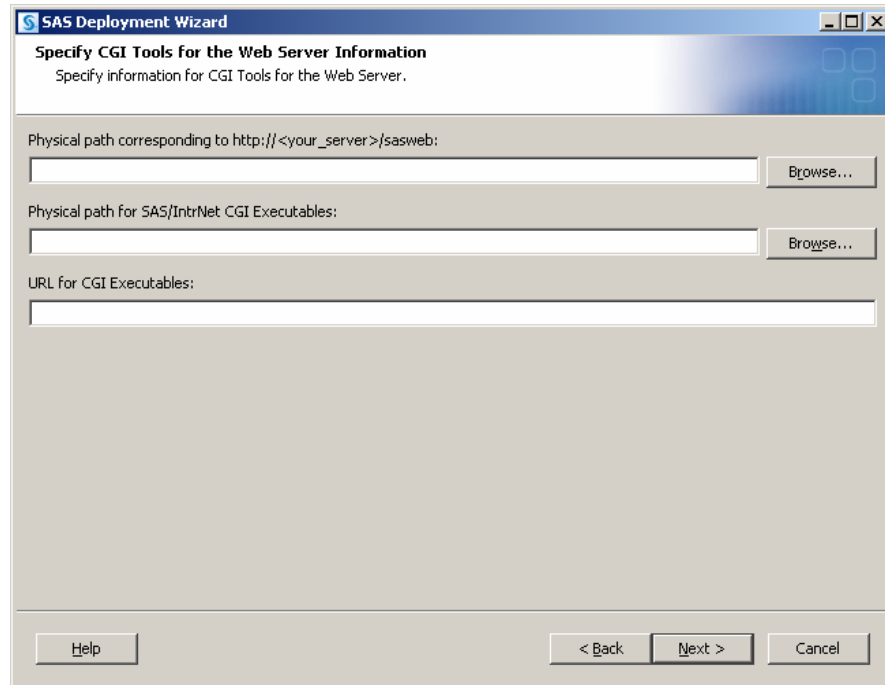 SAS Deployment Wizard
Specify CGI Tools for the Web Server Information
Specify information for CGI Tools for the Web Server.
Physical path corresponding to http://<your_server>/sasweb:
Browse...
Physical path for SAS/IntrNet CGI Executables:
Browse...
URL for CGI Executables:
Help
< Back
Next >
Cancel